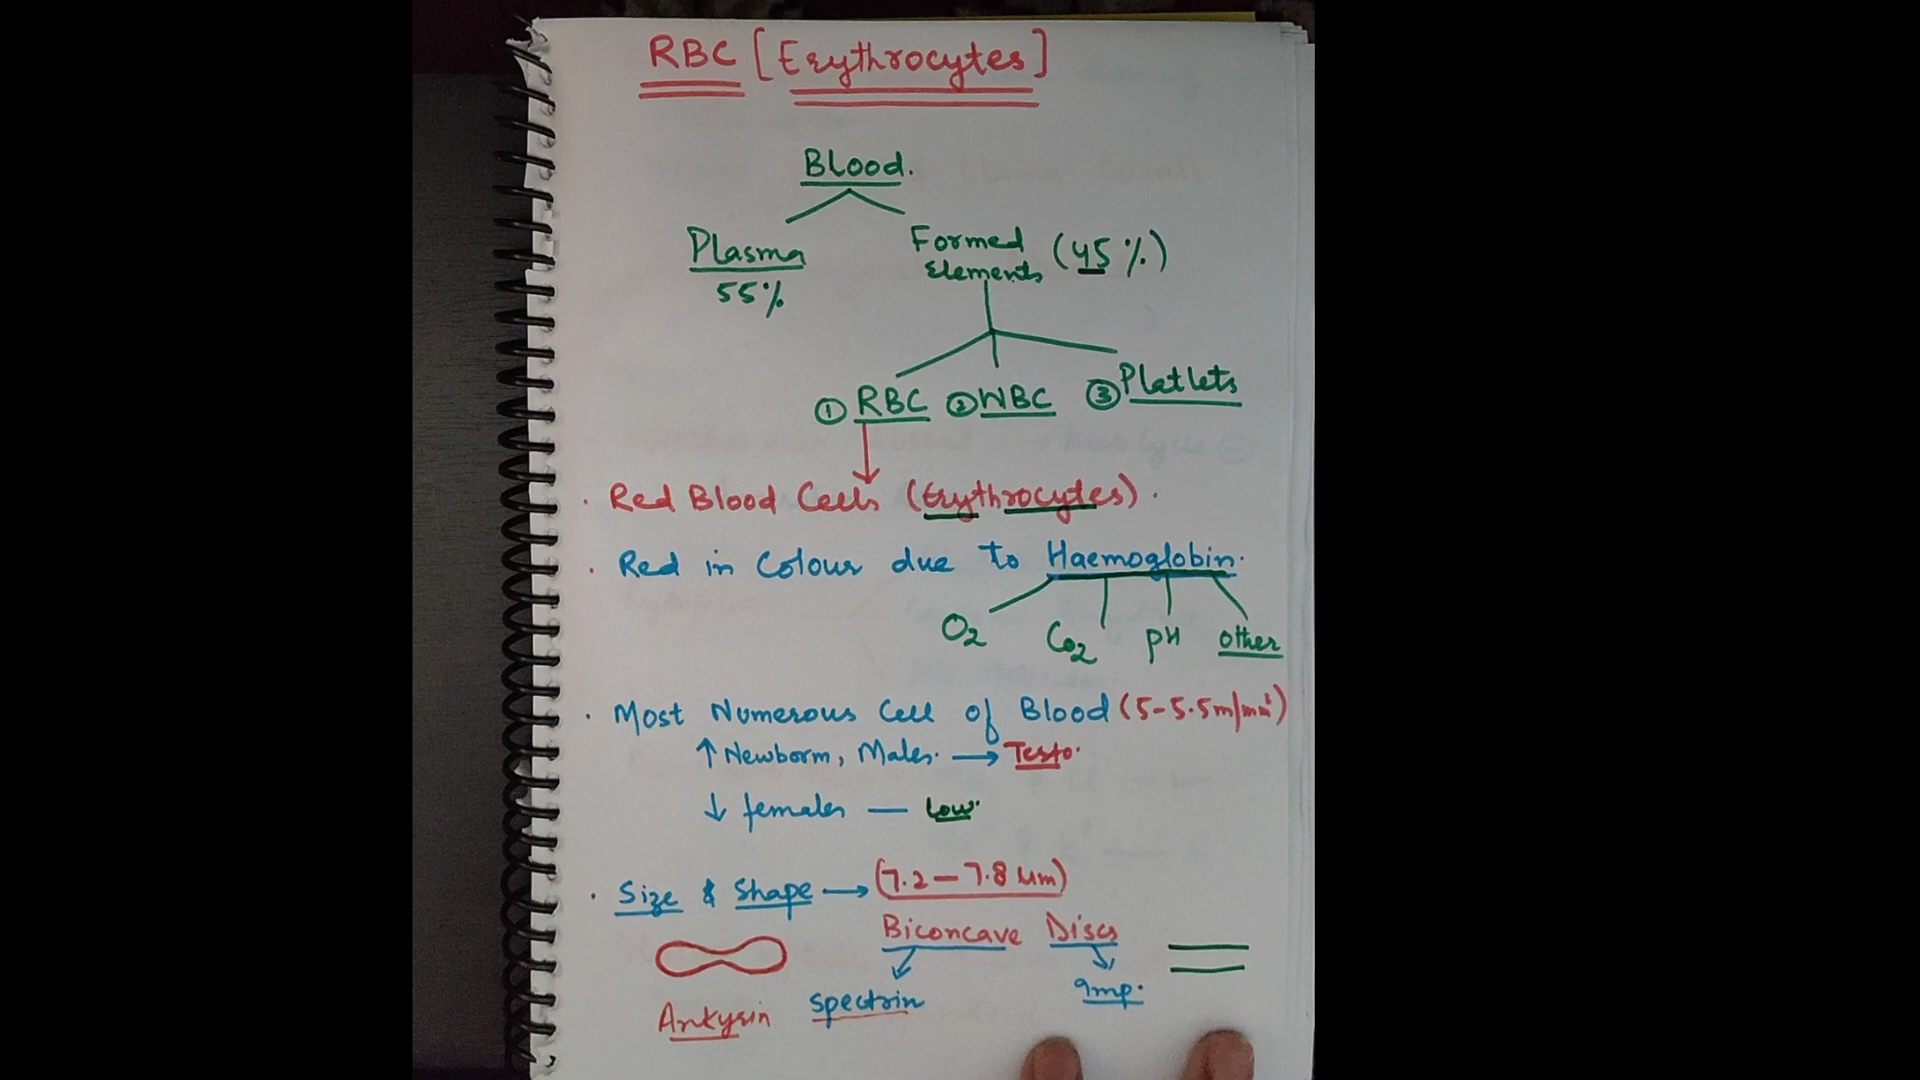 RBC [Erythrocytes]
Blood.
Plasma
55%
Formed
Elements (45%)
① RBC ② WBC ③ Platlets
· Red Blood Cells (Erythrocytes).
· Red in Colour due to Haemoglobin.
O2 CO2 pH other
· Most Numerous Cell of Blood (5-5.5m/mm³)
↑ Newborm, Males. → Testo.
↓ females — Low.
· Size & Shape → (7.2 – 7.8 um)
Biconcave Discs
Ankyrin spectrin Imp.